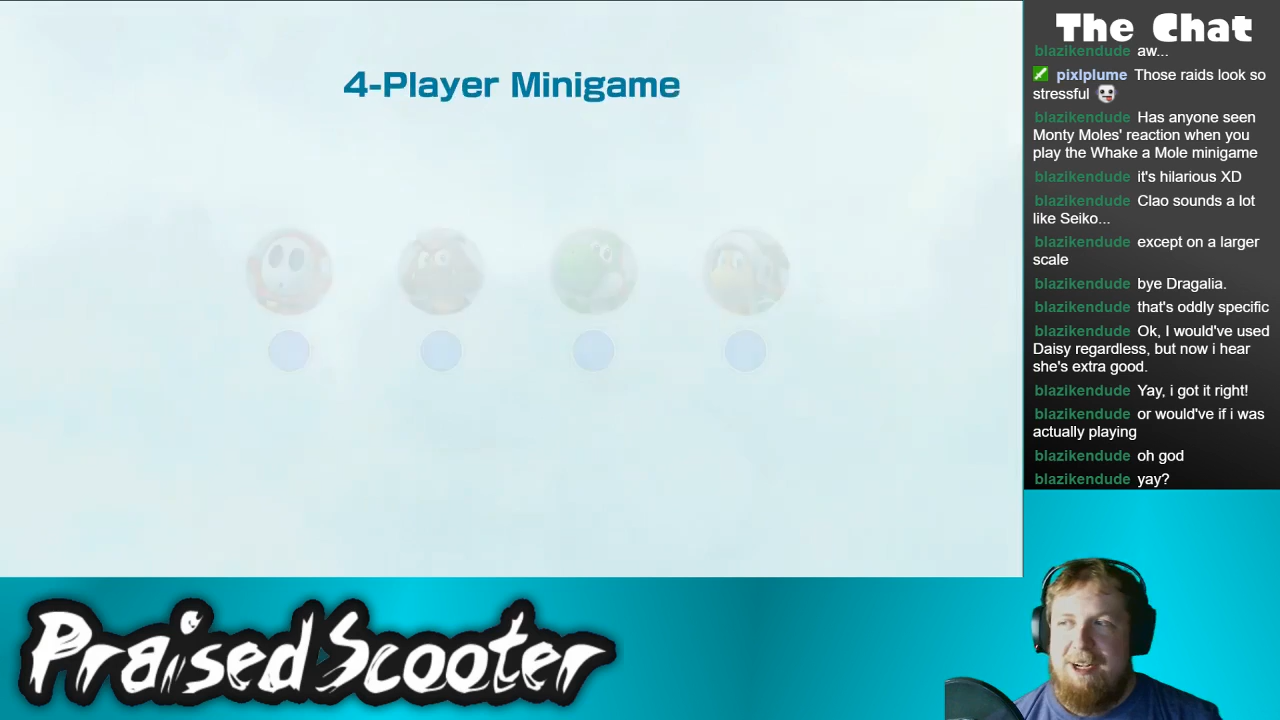 4-Player Minigame
The Chat
blazikendude aw...
pixlplume Those raids look so
stressful
blazikendude Has anyone seen
Monty Moles' reaction when you
play the Whake a Mole minigame
blazikendude it's hilarious XD
blazikendude Clao sounds a lot
like Seiko...
blazikendude except on a larger
scale
blazikendude bye Dragalia.
blazikendude that's oddly specific
blazikendude Ok, I would've used
Daisy regardless, but now i hear
she's extra good.
blazikendude Yay, i got it right!
blazikendude or would've if i was
actually playing
blazikendude oh god
blazikendude yay?
PraisedScooter